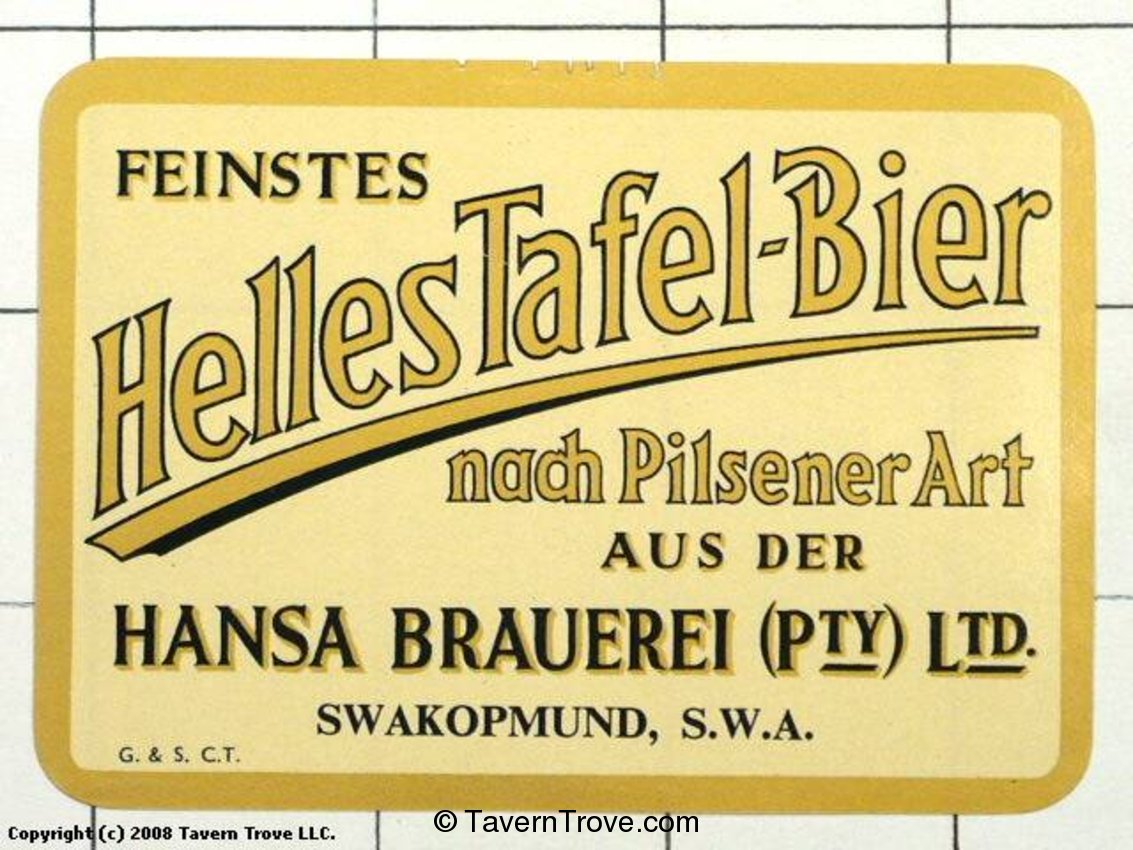 FEINSTES
Helles Tafel-Bier
nach Pilsener Art
AUS DER
HANSA BRAUEREI (PTY) LTD.
SWAKOPMUND, S.W.A.
G. & S. C.T.
© TavernTrove.com
Copyright (c) 2008 Tavern Trove LLC.